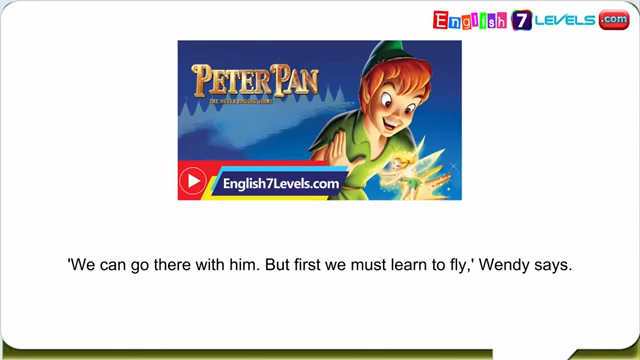 English 7 LEVELS .com
PETER PAN
English7Levels.com
'We can go there with him. But first we must learn to fly,' Wendy says.